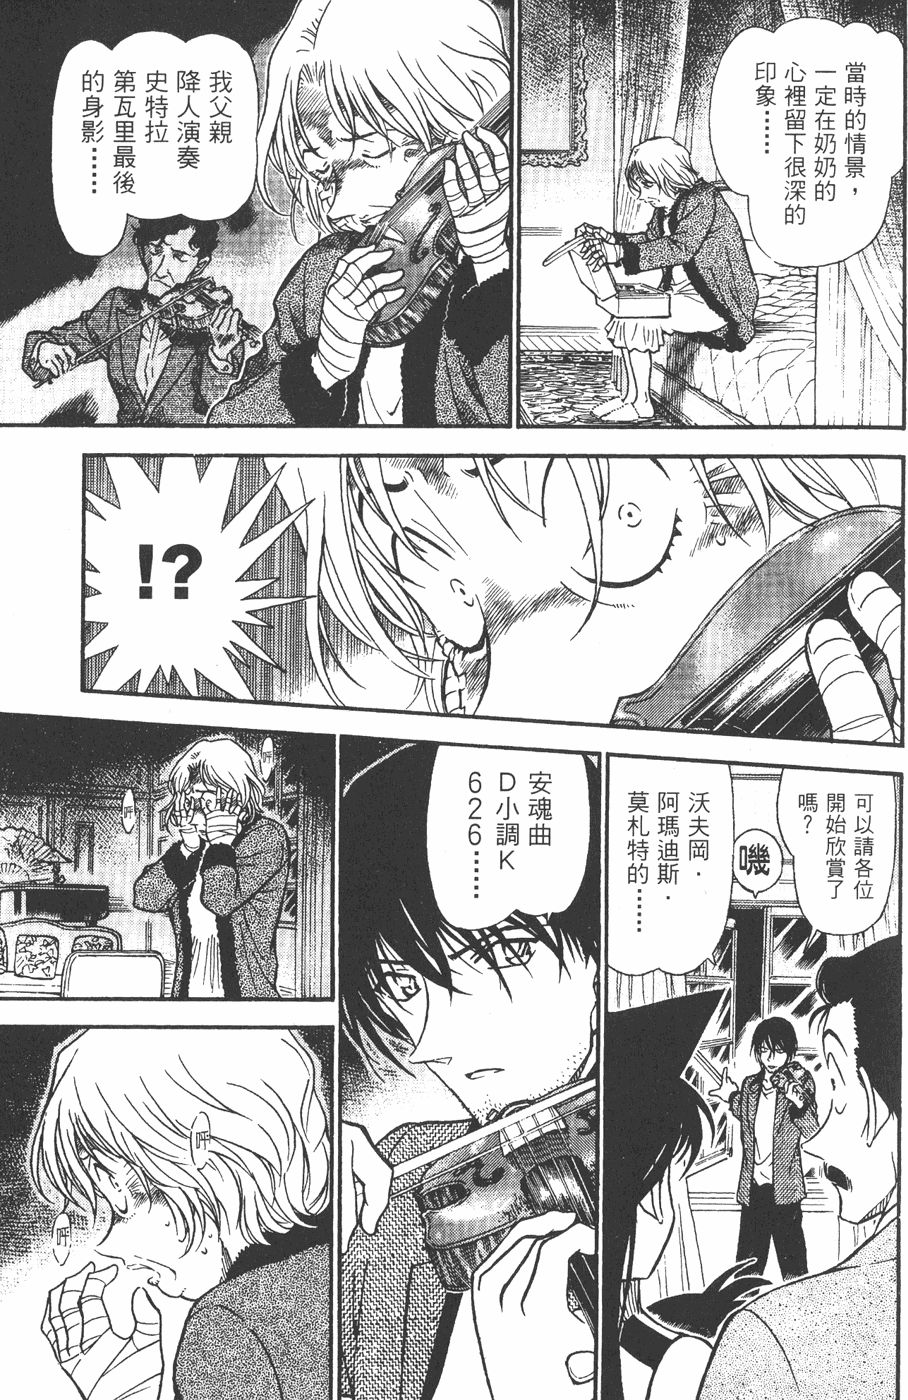 當時的情景，
一定在奶奶的
心裡留下很深的
印象……
我父親
降人演奏
史特拉
第瓦里最後
的身影……
!?
可以請各位
開始欣賞了
嗎？
嘰
沃夫岡．
阿瑪迪斯．
莫札特的……
安魂曲
D小調K
626……
呼
呼
呼
呼